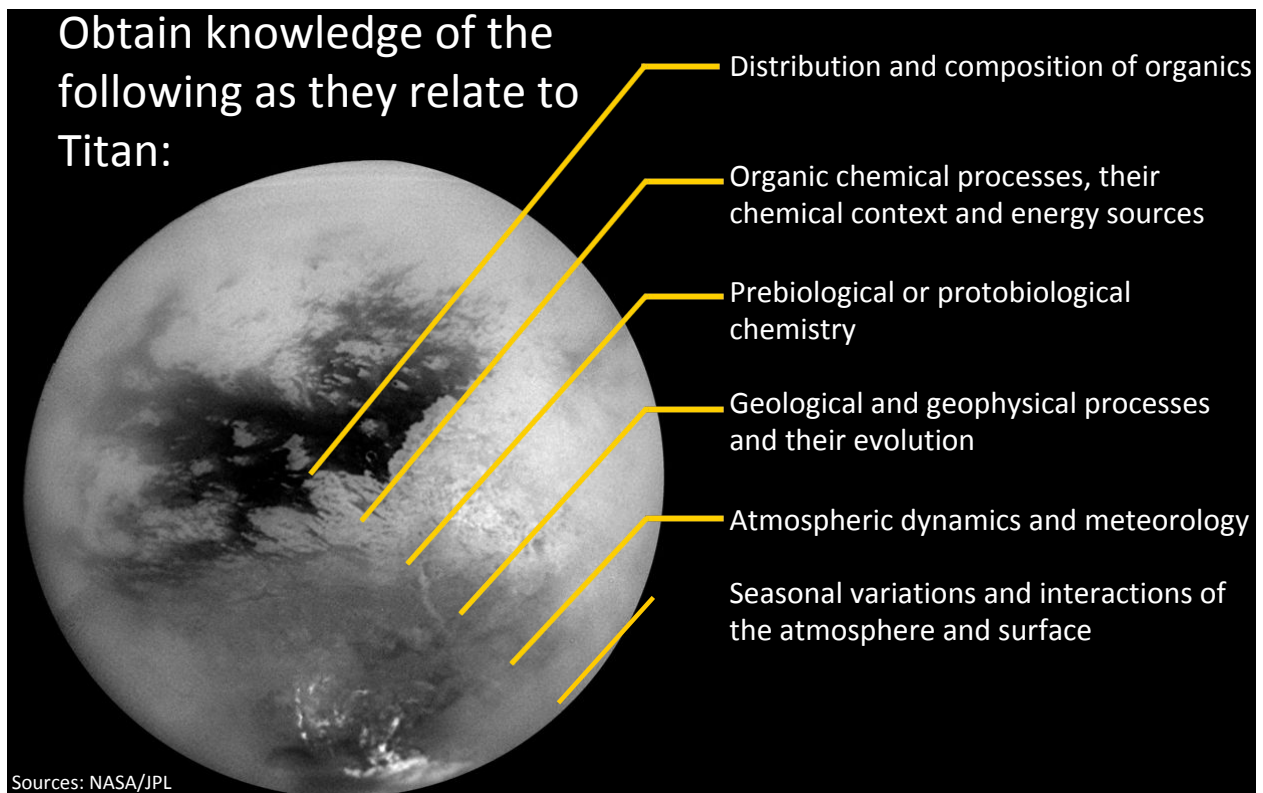 Obtain knowledge of the
following as they relate to
Titan:
Distribution and composition of organics
Organic chemical processes, their
chemical context and energy sources
Prebiological or protobiological
chemistry
Geological and geophysical processes
and their evolution
Atmospheric dynamics and meteorology
Seasonal variations and interactions of
the atmosphere and surface
Sources: NASA/JPL